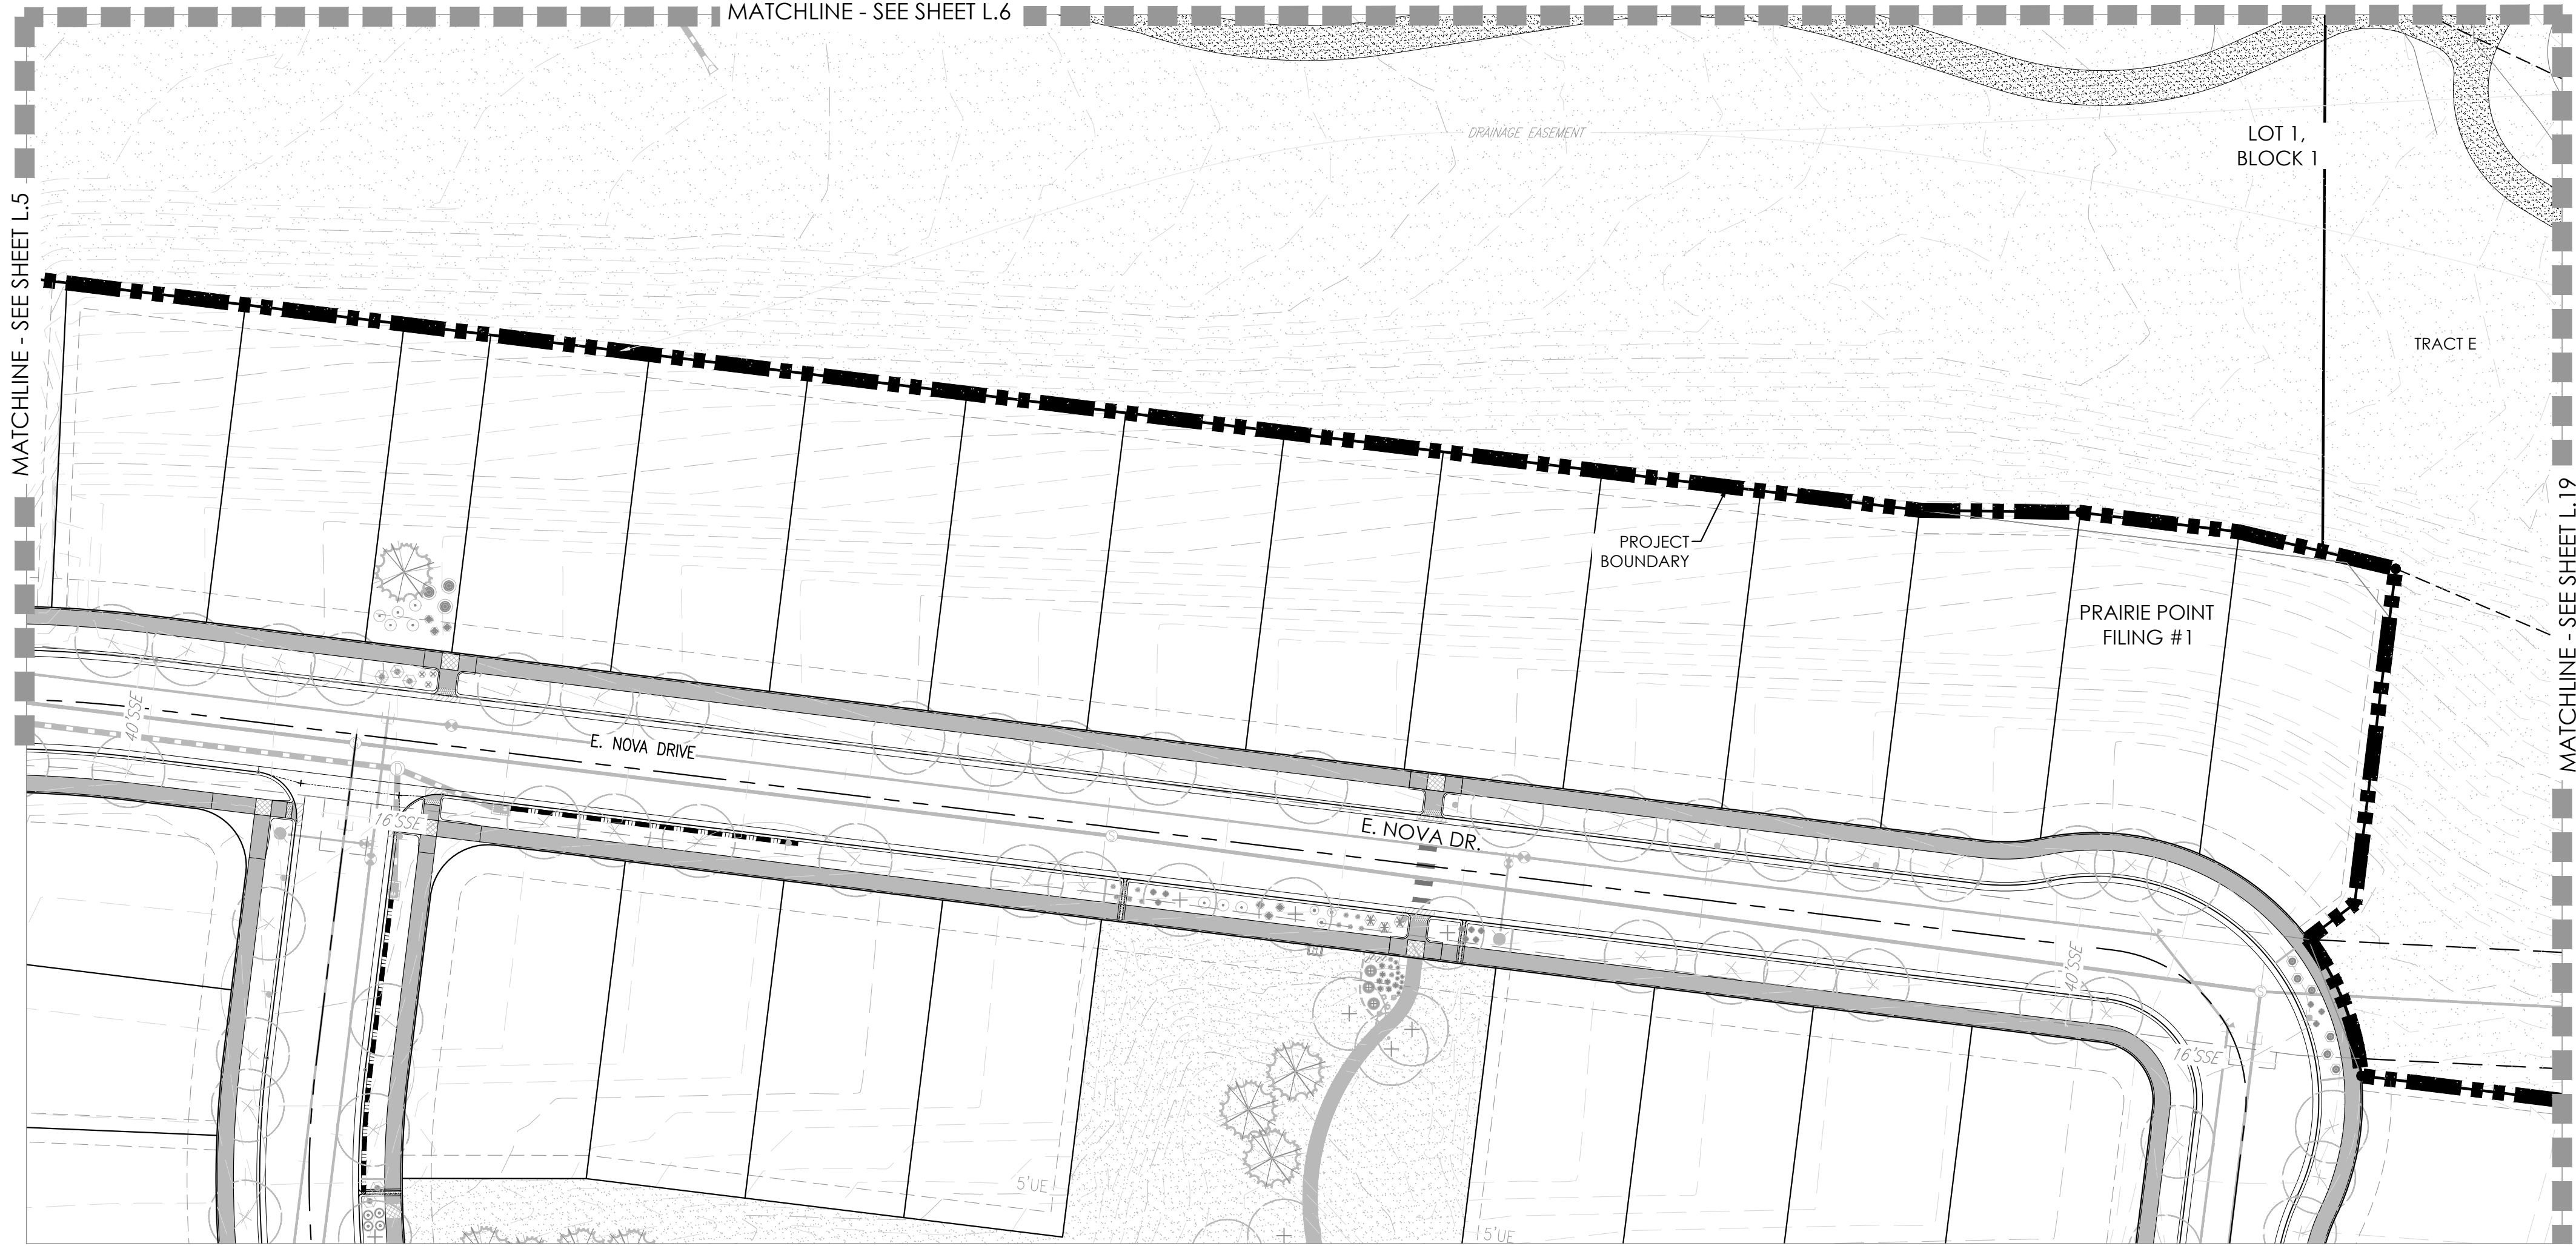 MATCHLINE - SEE SHEET L.6
MATCHLINE - SEE SHEET L.5
DRAINAGE EASEMENT
LOT 1,
BLOCK 1
TRACT E
MATCHLINE - SEE SHEET L.19
PROJECT
BOUNDARY
PRAIRIE POINT
FILING #1
40'SSE
E. NOVA DRIVE
16'SSE
E. NOVA DR.
40'SSE
16'SSE
5'UE
5'UE